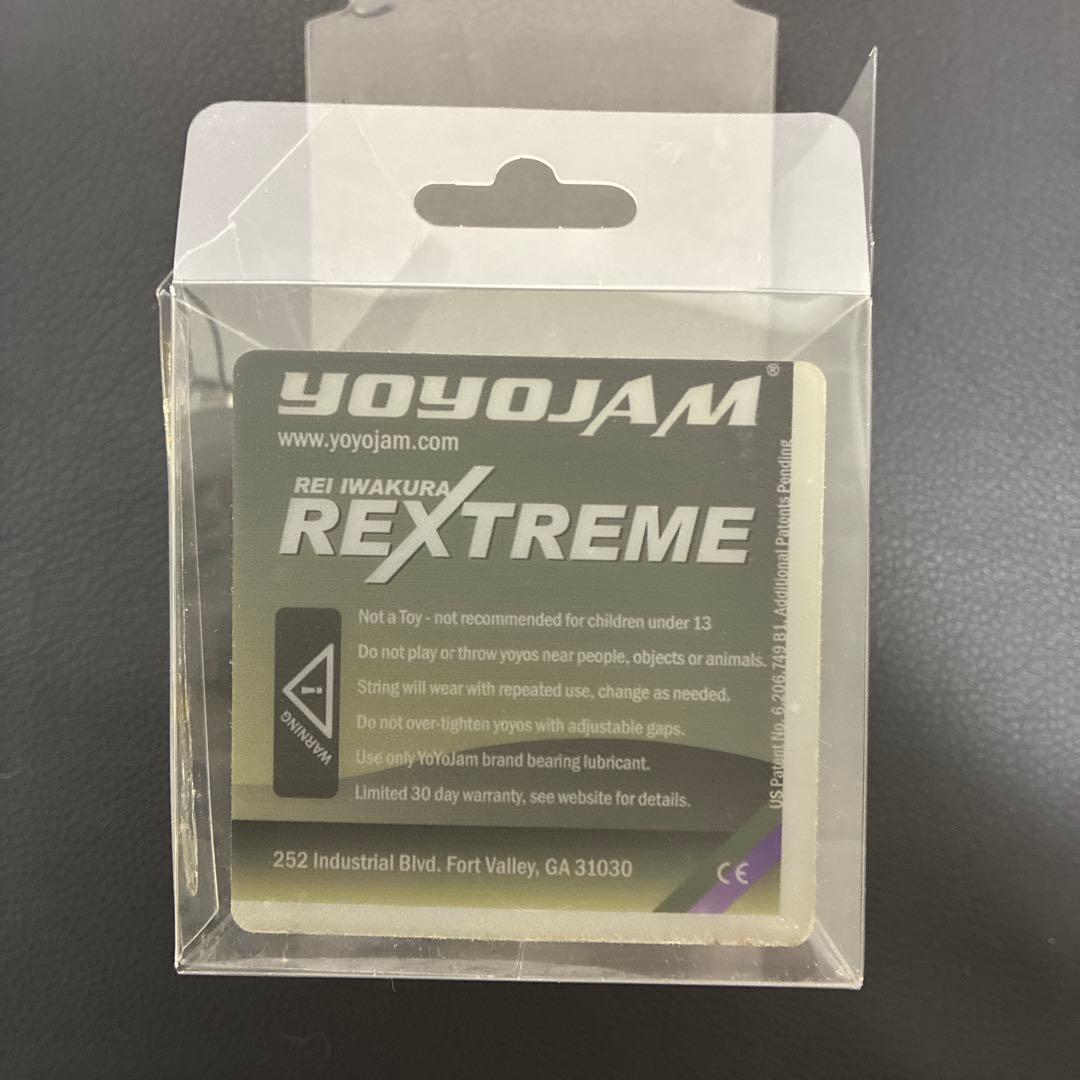 YOYOJAM®
www.yoyojam.com
REI IWAKURA
REXTREME
Not a Toy - not recommended for children under 13
Do not play or throw yoyos near people, objects or animals.
String will wear with repeated use, change as needed.
Do not over-tighten yoyos with adjustable gaps.
Use only YoYoJam brand bearing lubricant.
Limited 30 day warranty, see website for details.
WARNING
252 Industrial Blvd. Fort Valley, GA 31030
CE
US Patent No. 6,206,749 B1, Additional Patents Pending